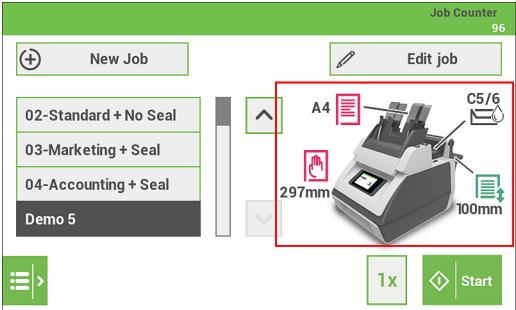 Job Counter
96
New Job
Edit job
02-Standard + No Seal
03-Marketing + Seal
04-Accounting + Seal
Demo 5
A4
C5/6
297mm
100mm
1x
Start